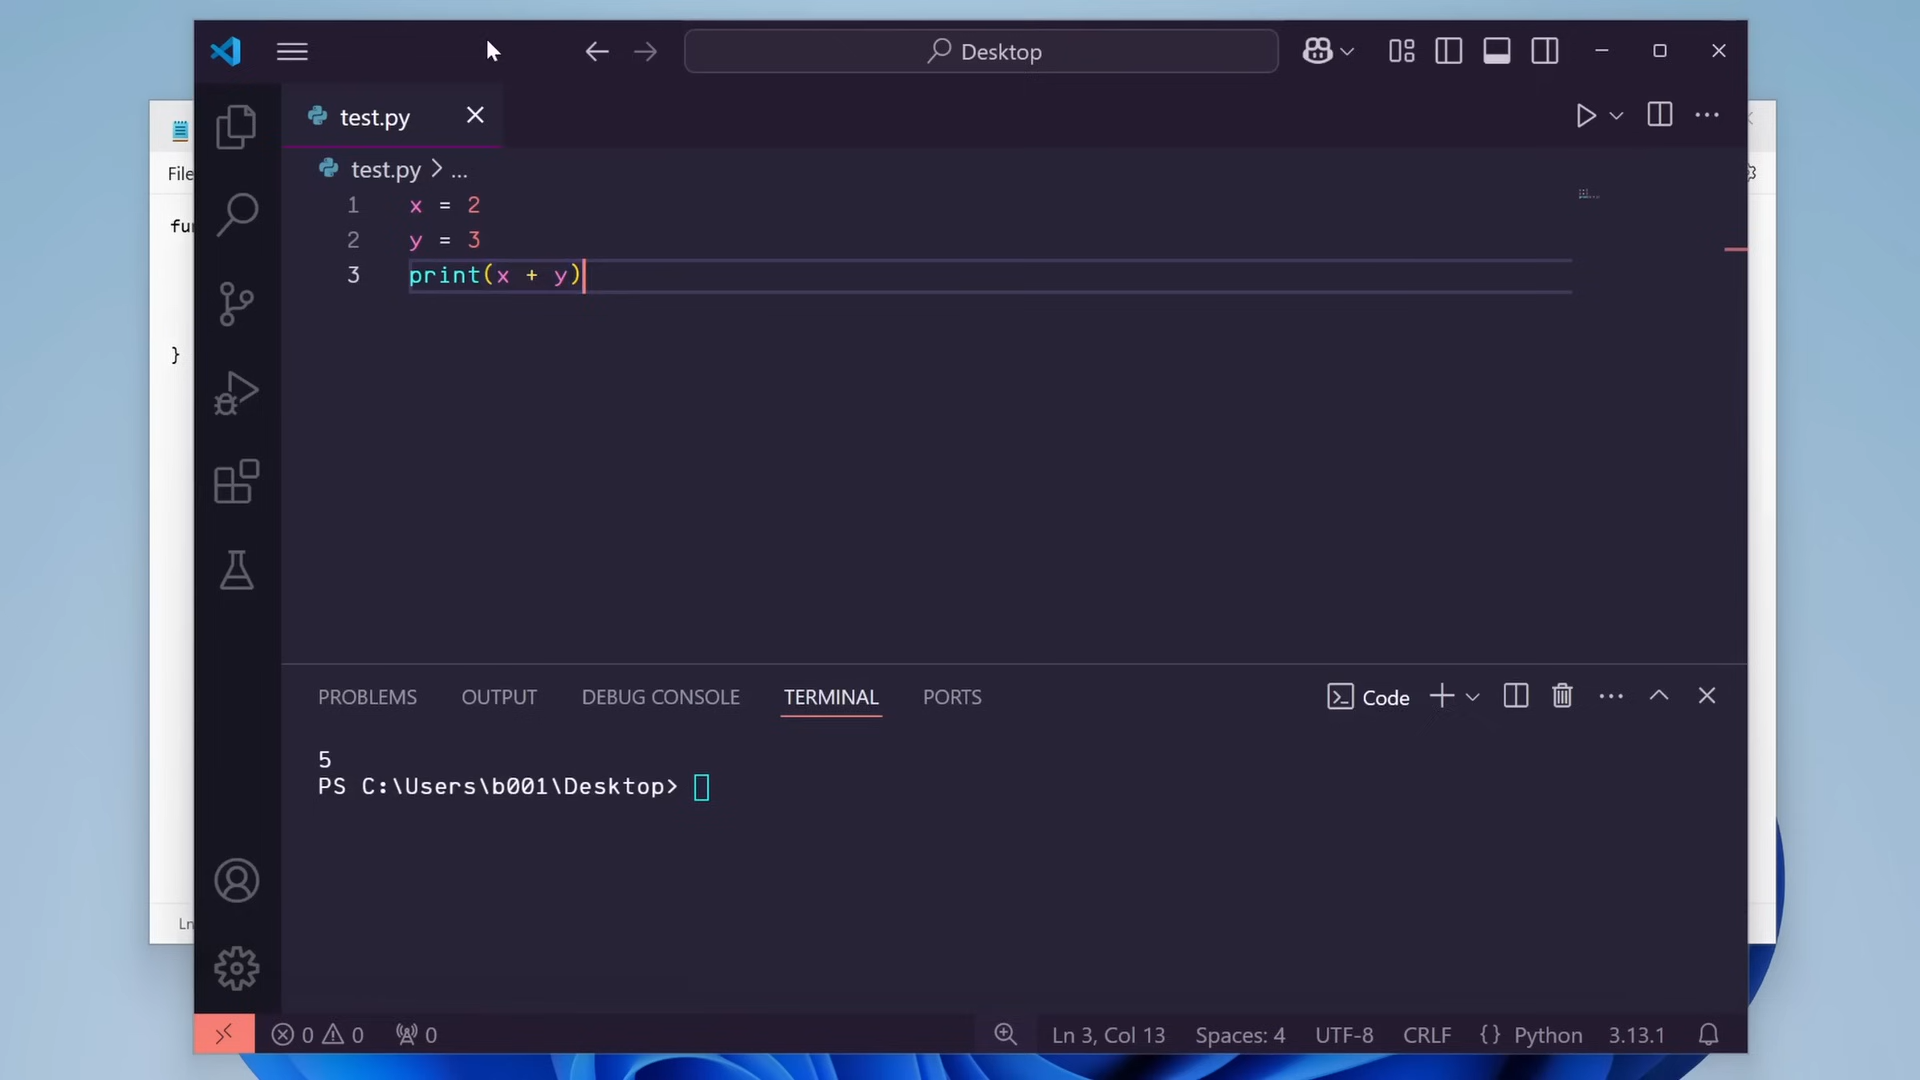 Desktop
test.py
File
test.py > ...
fun
1 x = 2
2 y = 3
3 print(x + y)
}
PROBLEMS OUTPUT DEBUG CONSOLE TERMINAL PORTS Code
5
PS C:\Users\b001\Desktop>
Ln
0 0 0 Ln 3, Col 13 Spaces: 4 UTF-8 CRLF {} Python 3.13.1